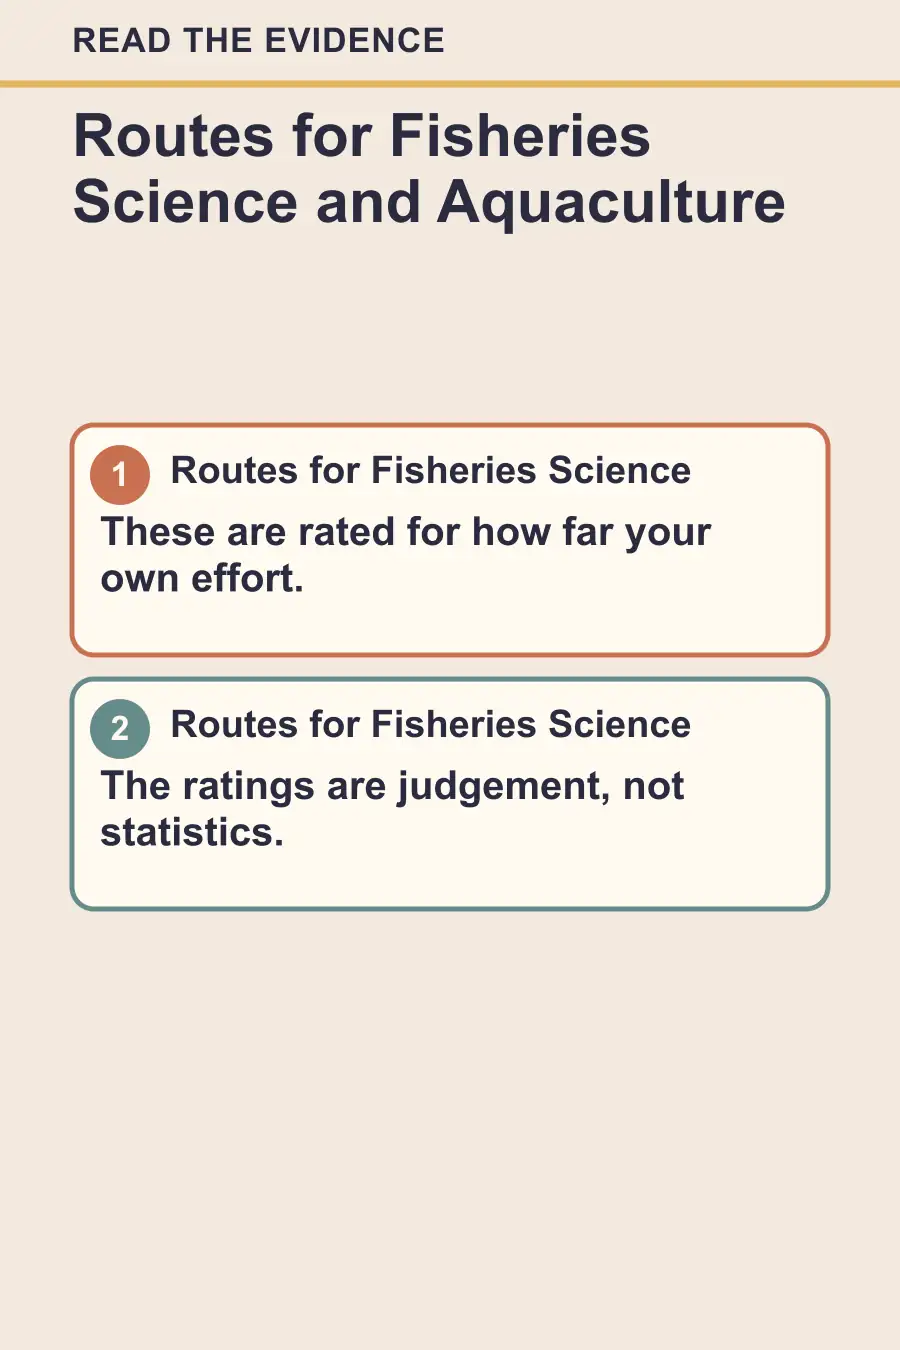 READ THE EVIDENCE
Routes for Fisheries
Science and Aquaculture
1 Routes for Fisheries Science
These are rated for how far your
own effort.
2 Routes for Fisheries Science
The ratings are judgement, not
statistics.